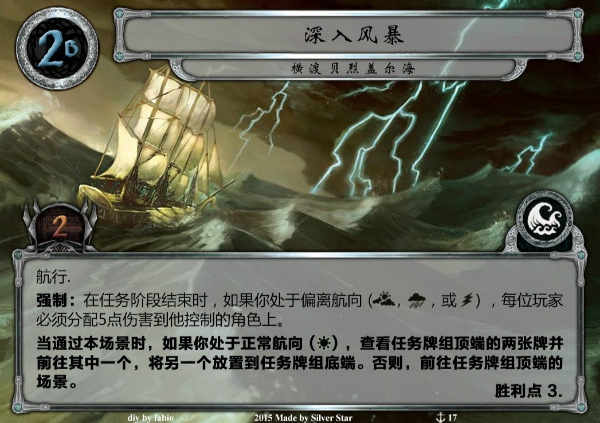 2B
深入风暴
横渡贝烈盖尔海
2
航行.
强制：在任务阶段结束时，如果你处于偏离航向（，，或），每位玩家
必须分配5点伤害到他控制的角色上。
当通过本场景时，如果你处于正常航向（），查看任务牌组顶端的两张牌并
前往其中一个，将另一个放置到任务牌组底端。否则，前往任务牌组顶端的
场景。
胜利点 3.
diy by fabio
2015 Made by Silver Star
17